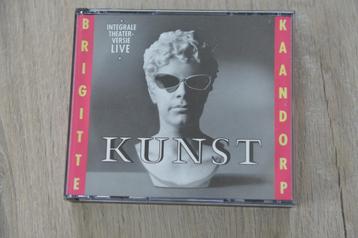 BRIGITTE
INTEGRALE
THEATER-
VERSIE
LIVE
KAANDORP
KUNST